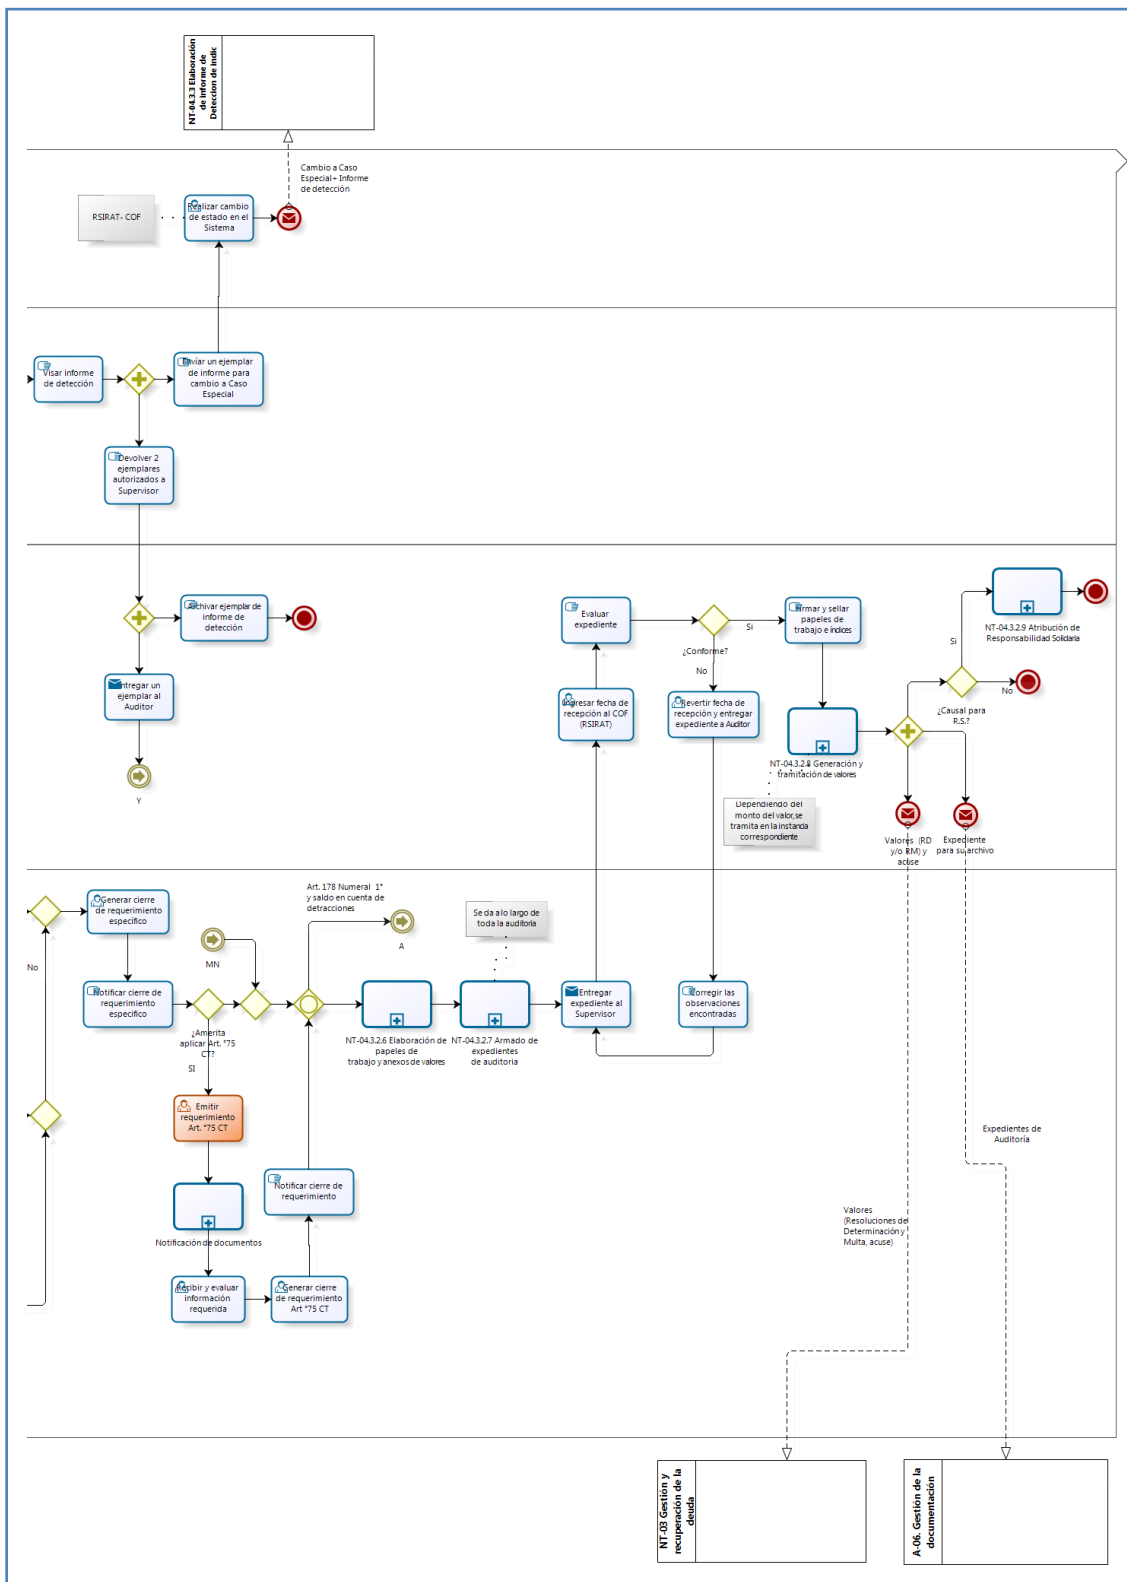 NT-04.3.3 Elaboración
de informe de
Deteccion de indic
Cambio a Caso
Especial+ Informe
de detección
RSIRAT- COF
Realizar cambio
de estado en el
Sistema
Visar informe
de detección
Envíar un ejemplar
de informe para
cambio a Caso
Especial
Devolver 2
ejemplares
autorizados a
Supervisor
Archivar ejemplar de
informe de
detección
Entregar un
ejemplar al
Auditor
Y
Evaluar
expediente
¿Conforme?
Si
No
Firmar y sellar
papeles de
trabajo e índices
Ingresar fecha de
recepción al COF
(RSIRAT)
Revertir fecha de
recepción y entregar
expediente a Auditor
NT-04.3.2.8 Generación y
tramitación de valores
Dependiendo del
monto del valor,se
tramita en la instancia
correspondiente
NT-04.3.2.9 Atribución de
Responsabilidad Solidaria
Si
No
¿Causal para
R.S.?
Valores (RD
y/o RM) y
acuse
Expediente
para su archivo
Generar cierre
de requerimiento
específico
No
Notificar cierre de
requerimiento
especifico
MN
¿Amerita
aplicar Art. °75
CT?
SI
Art. 178 Numeral 1°
y saldo en cuenta de
detracciones
A
Se da a lo largo de
toda la auditoría
NT-04.3.2.6 Elaboración de
papeles de
trabajo y anexos de valores
NT-04.3.2.7 Armado de
expedientes
de auditoria
Entregar
expediente al
Supervisor
Corregir las
observaciones
encontradas
Emitir
requerimiento
Art. °75 CT
Notificación de documentos
Recibir y evaluar
información
requerida
Generar cierre
de requerimiento
Art °75 CT
Notificar cierre de
requerimiento
Expedientes de
Auditoría
Valores
(Resoluciones de
Determinación y
Multa, acuse)
NT-03 Gestión y
recuperación de la
deuda
A-06. Gestión de la
documentación